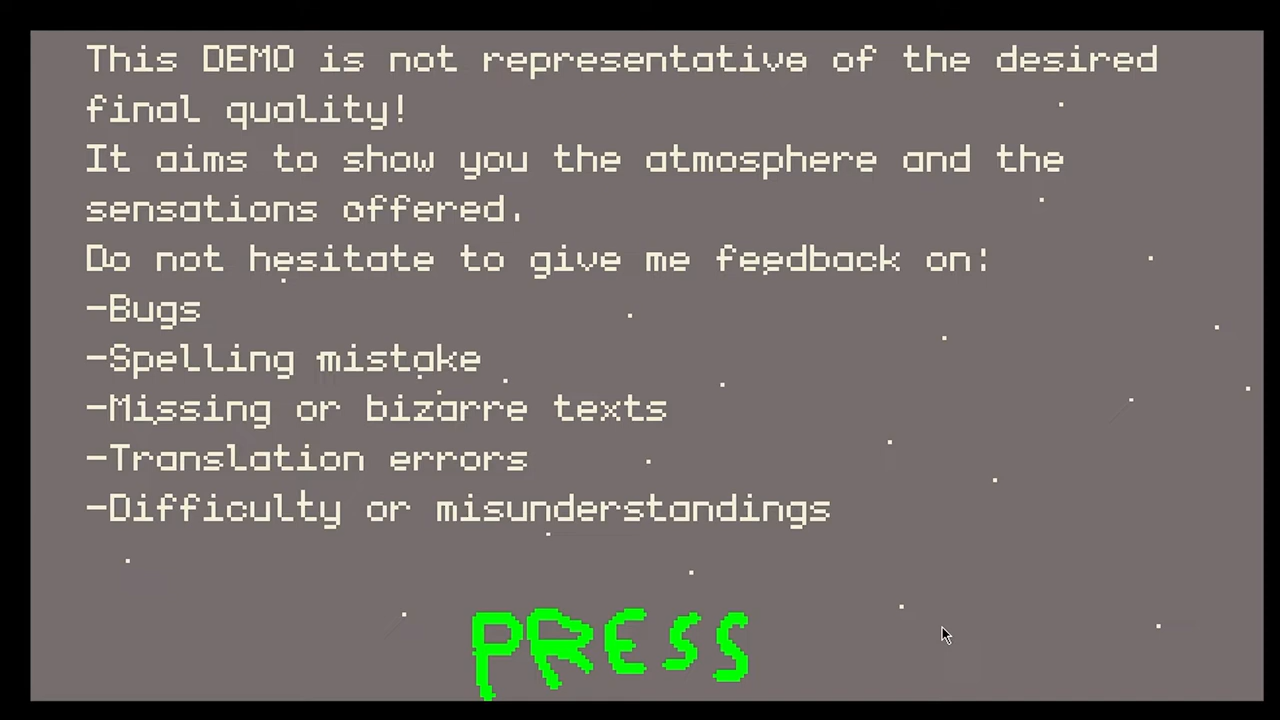 This DEMO is not representative of the desired
final quality!
It aims to show you the atmosphere and the
sensations offered.
Do not hesitate to give me feedback on:
-Bugs
-Spelling mistake
-Missing or bizarre texts
-Translation errors
-Difficulty or misunderstandings
PRESS